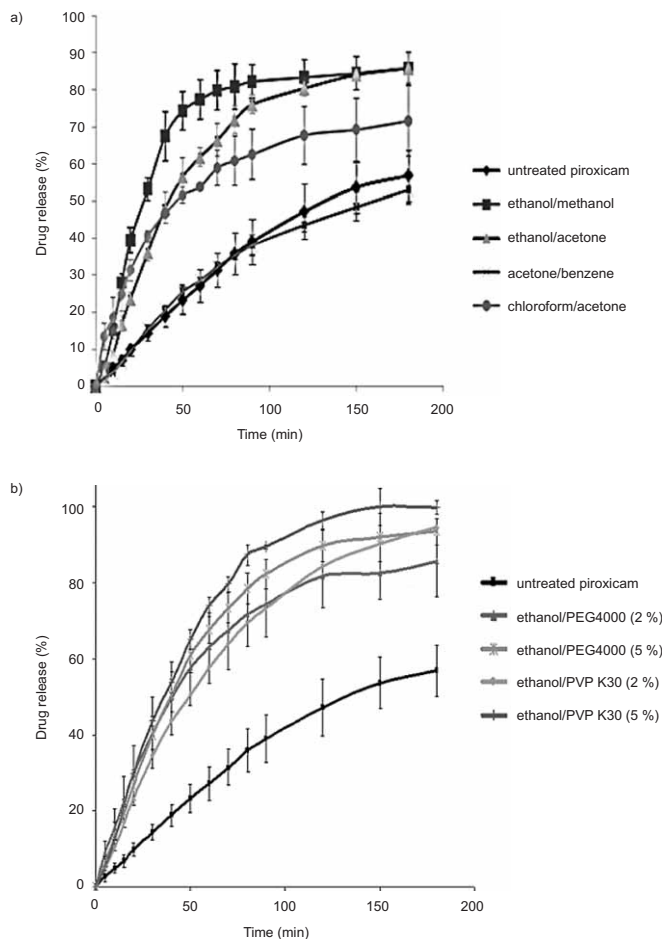 a)
100
90
80
70
60
50
40
30
20
10
0
Drug release (%)
0 50 100 150 200
Time (min)
untreated piroxicam
ethanol/methanol
ethanol/acetone
acetone/benzene
chloroform/acetone
b)
100
80
60
40
20
0
Drug release (%)
0 50 100 150 200
Time (min)
untreated piroxicam
ethanol/PEG4000 (2 %)
ethanol/PEG4000 (5 %)
ethanol/PVP K30 (2 %)
ethanol/PVP K30 (5 %)